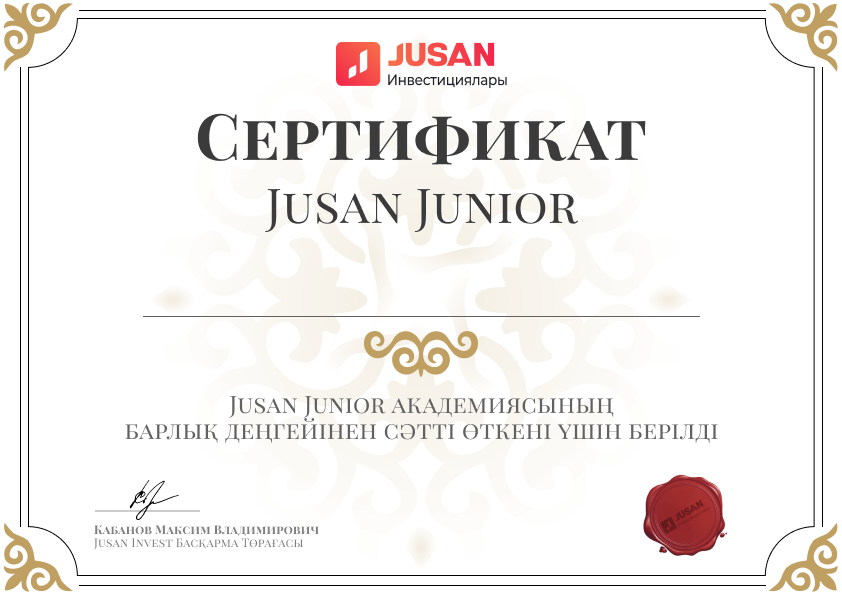 JUSAN
Инвестициялары
Сертификат
Jusan Junior
Jusan Junior академиясының
барлық деңгейінен сәтті өткені үшін берілді
Кабанов Максим Владимирович
Jusan Invest Басқарма Төрағасы
JUSAN